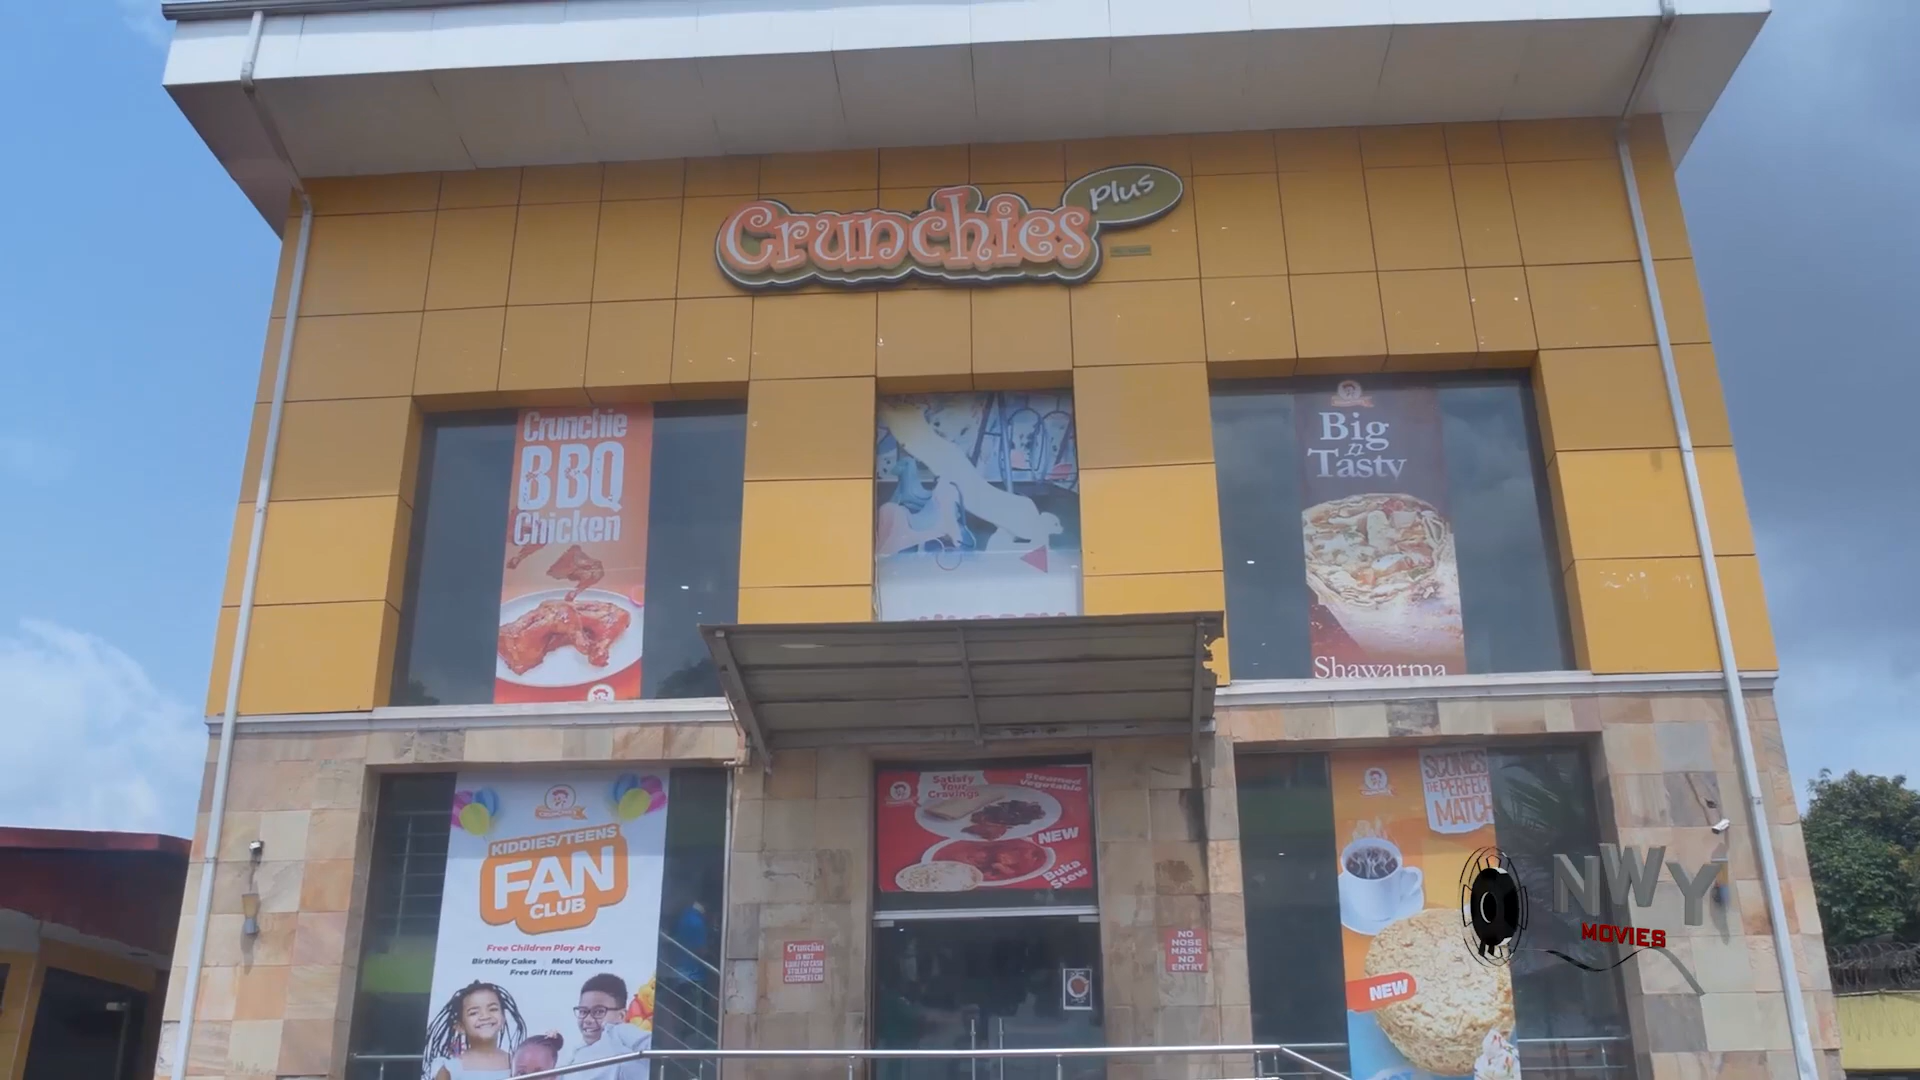 Crunchies Plus
Crunchie
BBQ
Chicken
Big
n
Tasty
Shawarma
KIDDIES/TEENS
FAN
CLUB
Free Children Play Area
Birthday Cakes | Meal Vouchers
Free Gift Items
Satisfy
Your
Cravings
Steamed
Vegetable
NEW
Buka
Stew
Crunchies
IS NOT
NO
NOSE
MASK
NO
ENTRY
SCONES
THE PERFECT
MATCH
NEW
NWY
MOVIES